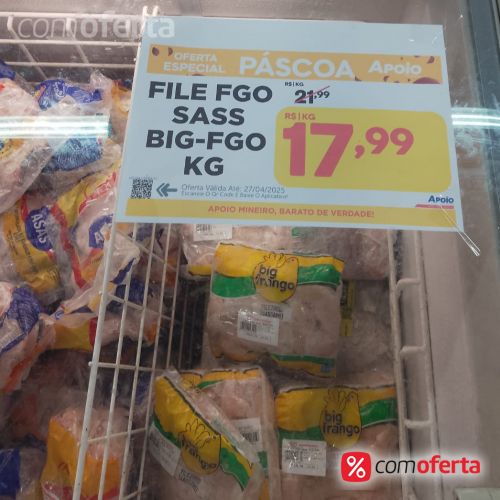 comoferta
OFERTA
ESPECIAL
PÁSCOA
Apoio
FILE FGO
SASS
BIG-FGO
KG
R$ | KG
21,99
R$ | KG
17,99
Oferta Válida Até: 27/04/2025
Escaneie O Qr Code E Baixe O Aplicativo!
APOIO MINEIRO, BARATO DE VERDADE!
Apoio
ASAS
ASAS
big
frango
big
frango
comoferta